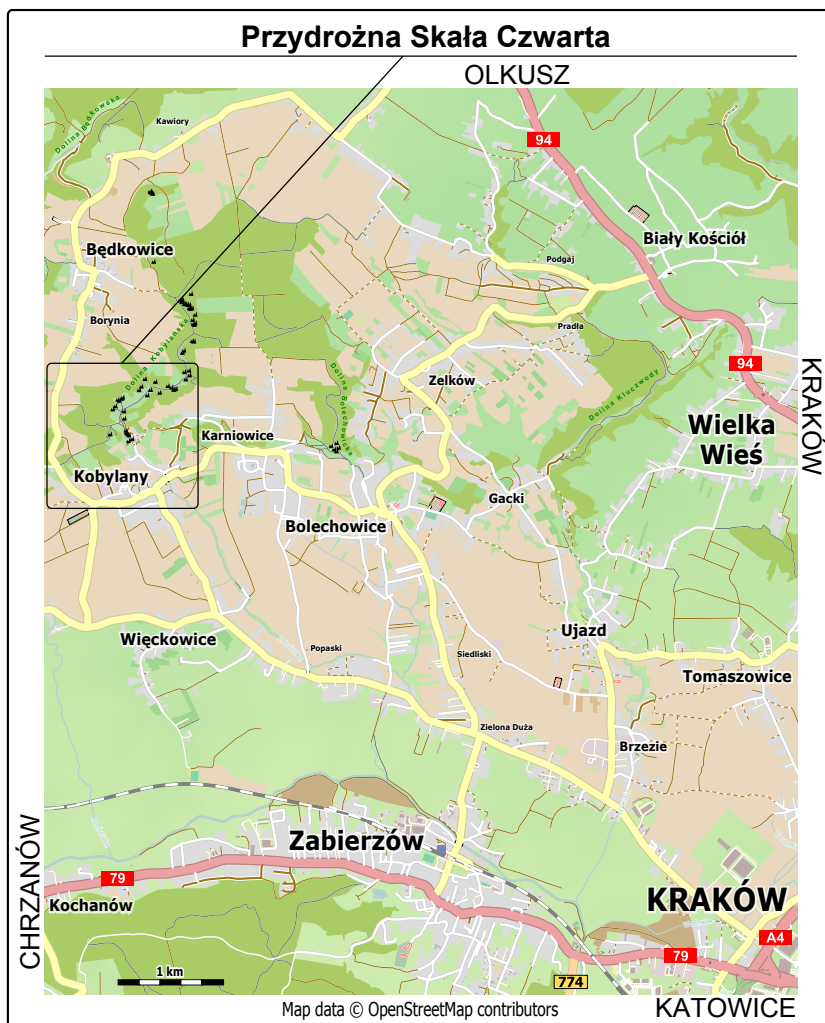 Przydrożna Skała Czwarta
OLKUSZ
Dolina Będkowska
Kawiory
94
Biały Kościół
Będkowice
Podgaj
Borynia
Dolina Kobylańska
Pradła
94
KRAKÓW
Zelków
Dolina Bolechowicka
Dolina Kluczwody
Wielka
Wieś
Karniowice
Kobylany
Gacki
Bolechowice
Ujazd
Więckowice
Popaski
Siedliski
Tomaszowice
Zielona Duża
Brzezie
CHRZANÓW
Zabierzów
79
Kochanów
KRAKÓW
A4
79
1 km
774
Map data © OpenStreetMap contributors
KATOWICE